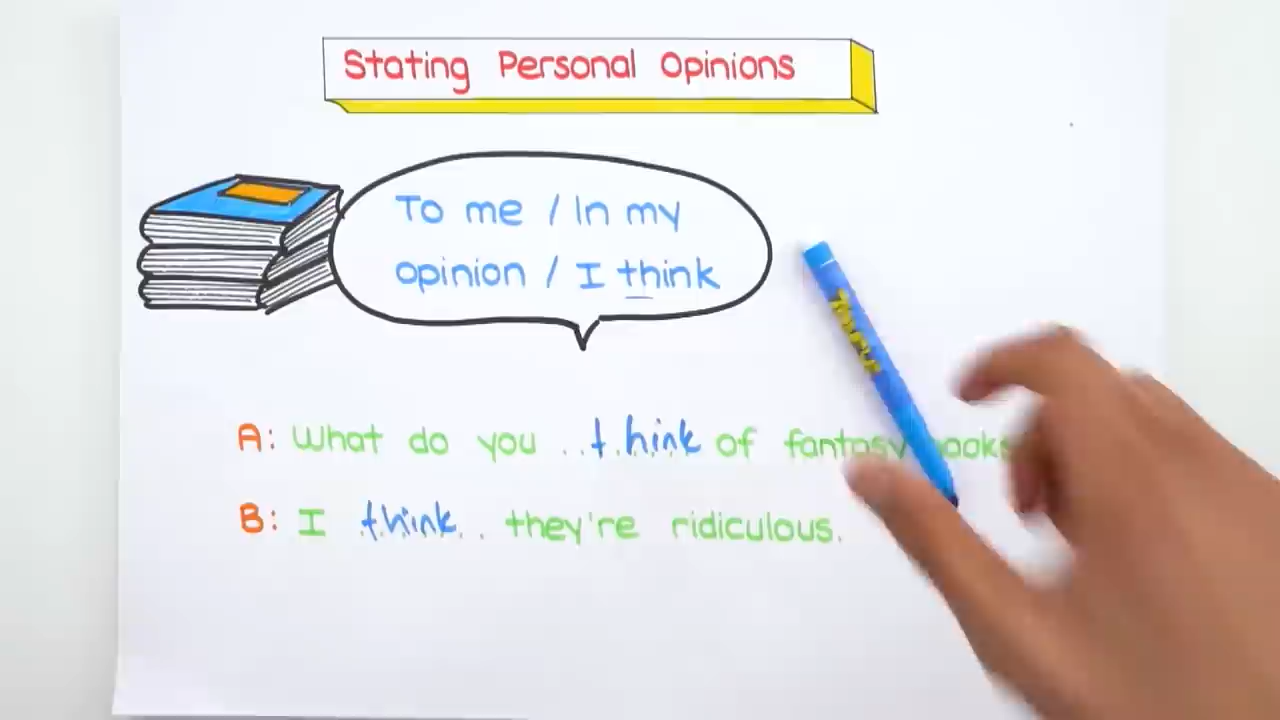 Stating Personal Opinions
To me / In my
opinion / I think
A: What do you ..think of fantasy books
B: I think.. they're ridiculous.